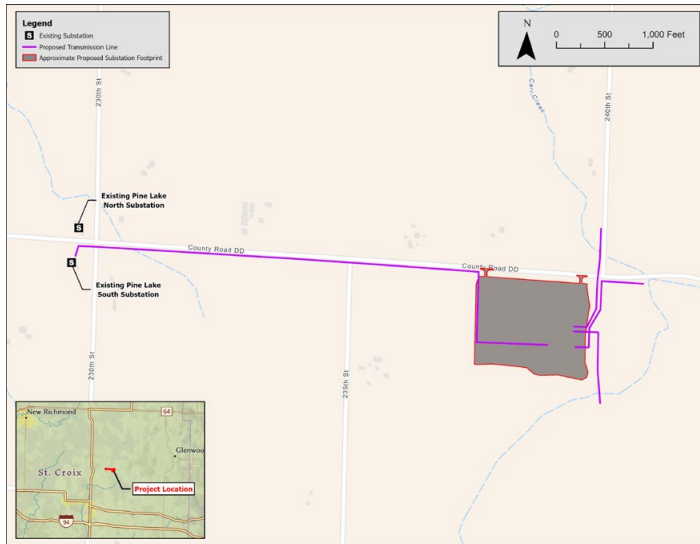 Legend
S Existing Substation
Proposed Transmission Line
Approximate Proposed Substation Footprint
N
0 500 1,000 Feet
230th St
240th St
Carr Creek
Existing Pine Lake
North Substation
S
County Road DD
S
County Road DD
Existing Pine Lake
South Substation
230th St
235th St
New Richmond
64
Glenwoo
St. Croix
Project Location
94